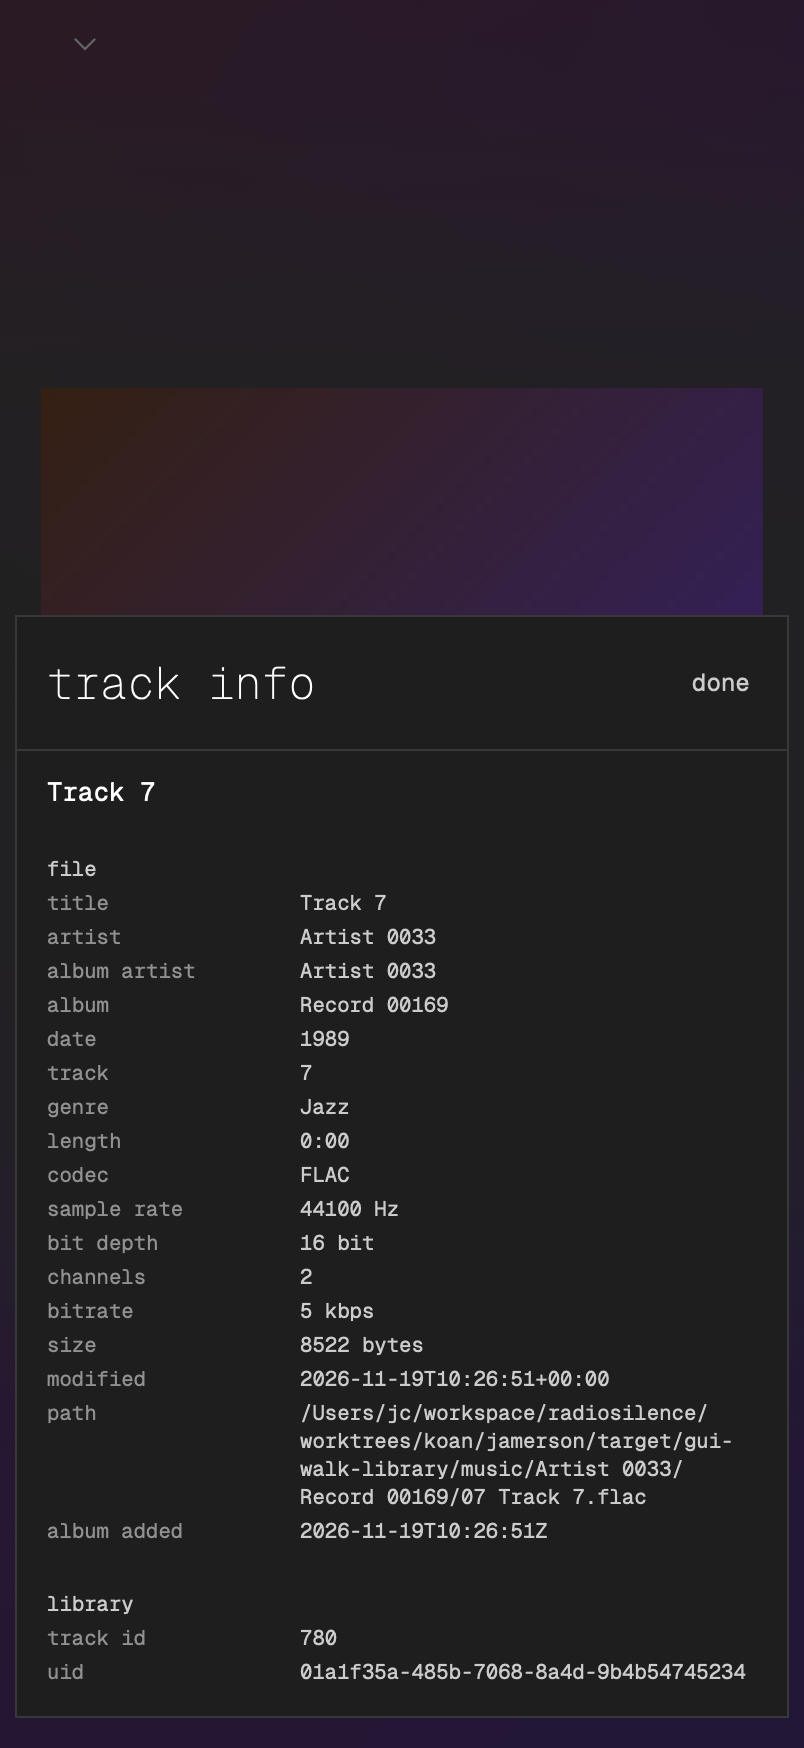 track info
done
Track 7
file
title Track 7
artist Artist 0033
album artist Artist 0033
album Record 00169
date 1989
track 7
genre Jazz
length 0:00
codec FLAC
sample rate 44100 Hz
bit depth 16 bit
channels 2
bitrate 5 kbps
size 8522 bytes
modified 2026-11-19T10:26:51+00:00
path /Users/jc/workspace/radiosilence/
worktrees/koan/jamerson/target/gui-
walk-library/music/Artist 0033/
Record 00169/07 Track 7.flac
album added 2026-11-19T10:26:51Z
library
track id 780
uid 01a1f35a-485b-7068-8a4d-9b4b54745234